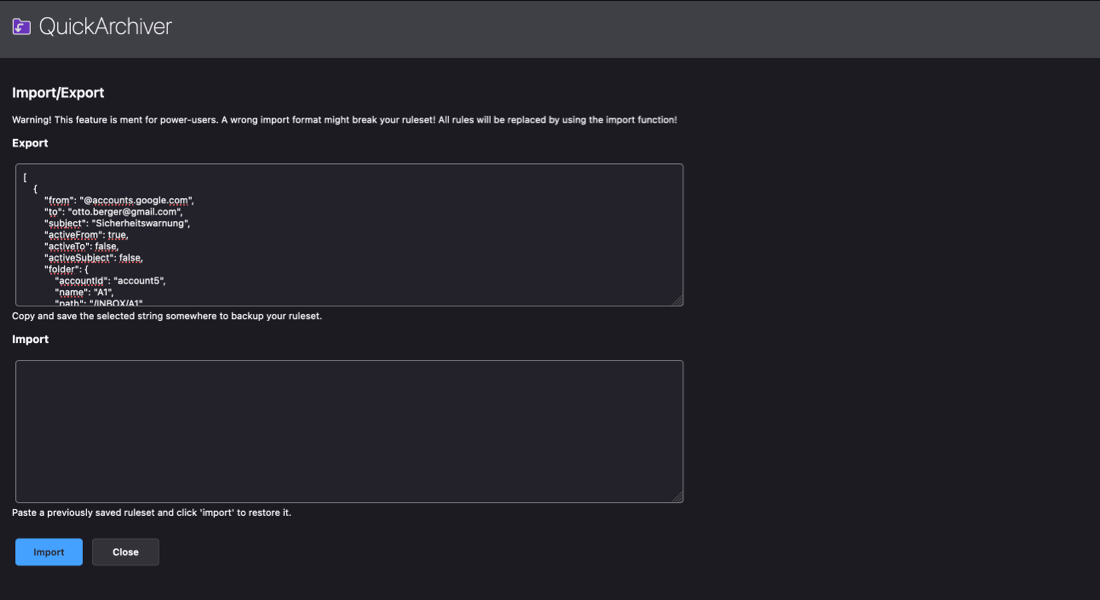 QuickArchiver
Import/Export
Warning! This feature is ment for power-users. A wrong import format might break your ruleset! All rules will be replaced by using the import function!
Export
[
{
"from": "@accounts.google.com",
"to": "otto.berger@gmail.com",
"subject": "Sicherheitswarnung",
"activeFrom": true,
"activeTo": false,
"activeSubject": false,
"folder": {
"accountId": "account5",
"name": "A1",
"path": "/INBOX/A1"
Copy and save the selected string somewhere to backup your ruleset.
Import
Paste a previously saved ruleset and click 'import' to restore it.
Import Close